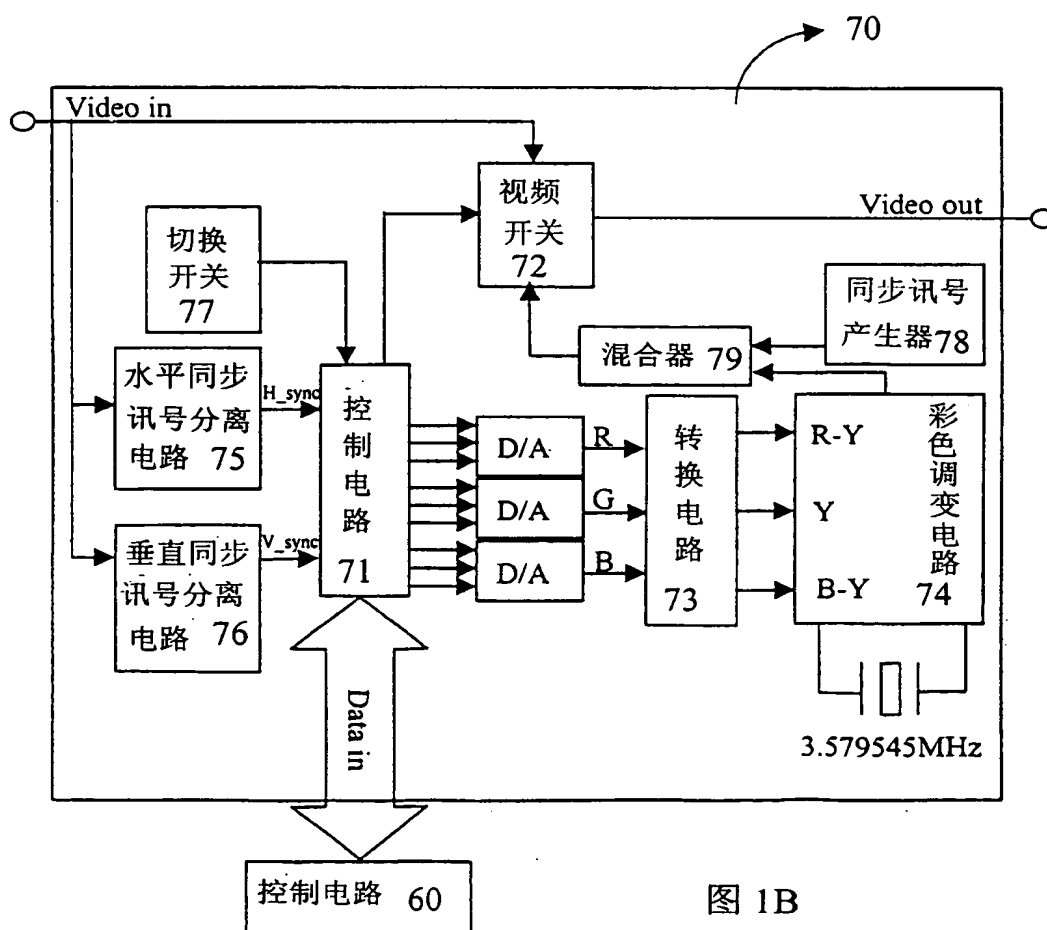 70
Video in
视频
开关
72
Video out
切换
开关
77
同步讯号
产生器 78
混合器 79
水平同步
讯号分离
电路 75
H_sync
控制电路
71
D/A
R
D/A
G
D/A
B
转换电路
73
R-Y
Y
B-Y
彩色调变电路
74
垂直同步
讯号分离
电路 76
V_sync
3.579545MHz
Data in
控制电路 60
图 1B